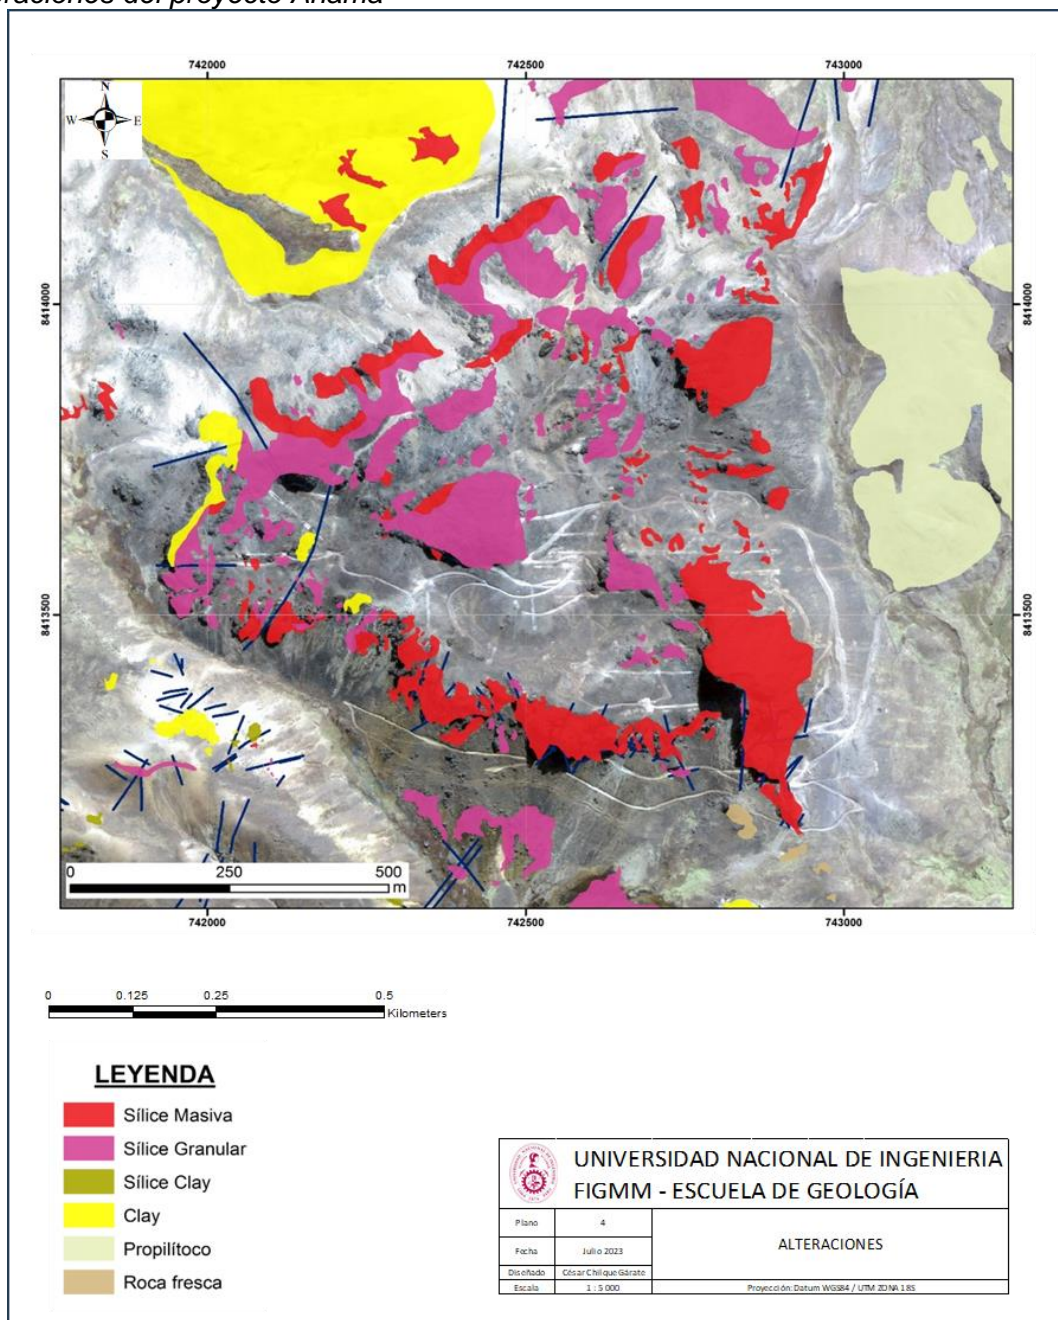 raciones del proyecto Anama
742000 742500 743000
N
W E
S
8414000 8414000
8413500 8413500
0 250 500
m
742000 742500 743000
0 0.125 0.25 0.5
Kilometers
LEYENDA
Sílice Masiva
Sílice Granular
Sílice Clay
Clay
Propilítoco
Roca fresca
UNIVERSIDAD NACIONAL DE INGENIERIA
FIGMM - ESCUELA DE GEOLOGÍA
Plano 4
Fecha Julio 2023
ALTERACIONES
Diseñado César Chilque Gárate
Escala 1 : 5 000 Proyección: Datum WGS84 / UTM ZONA 18S